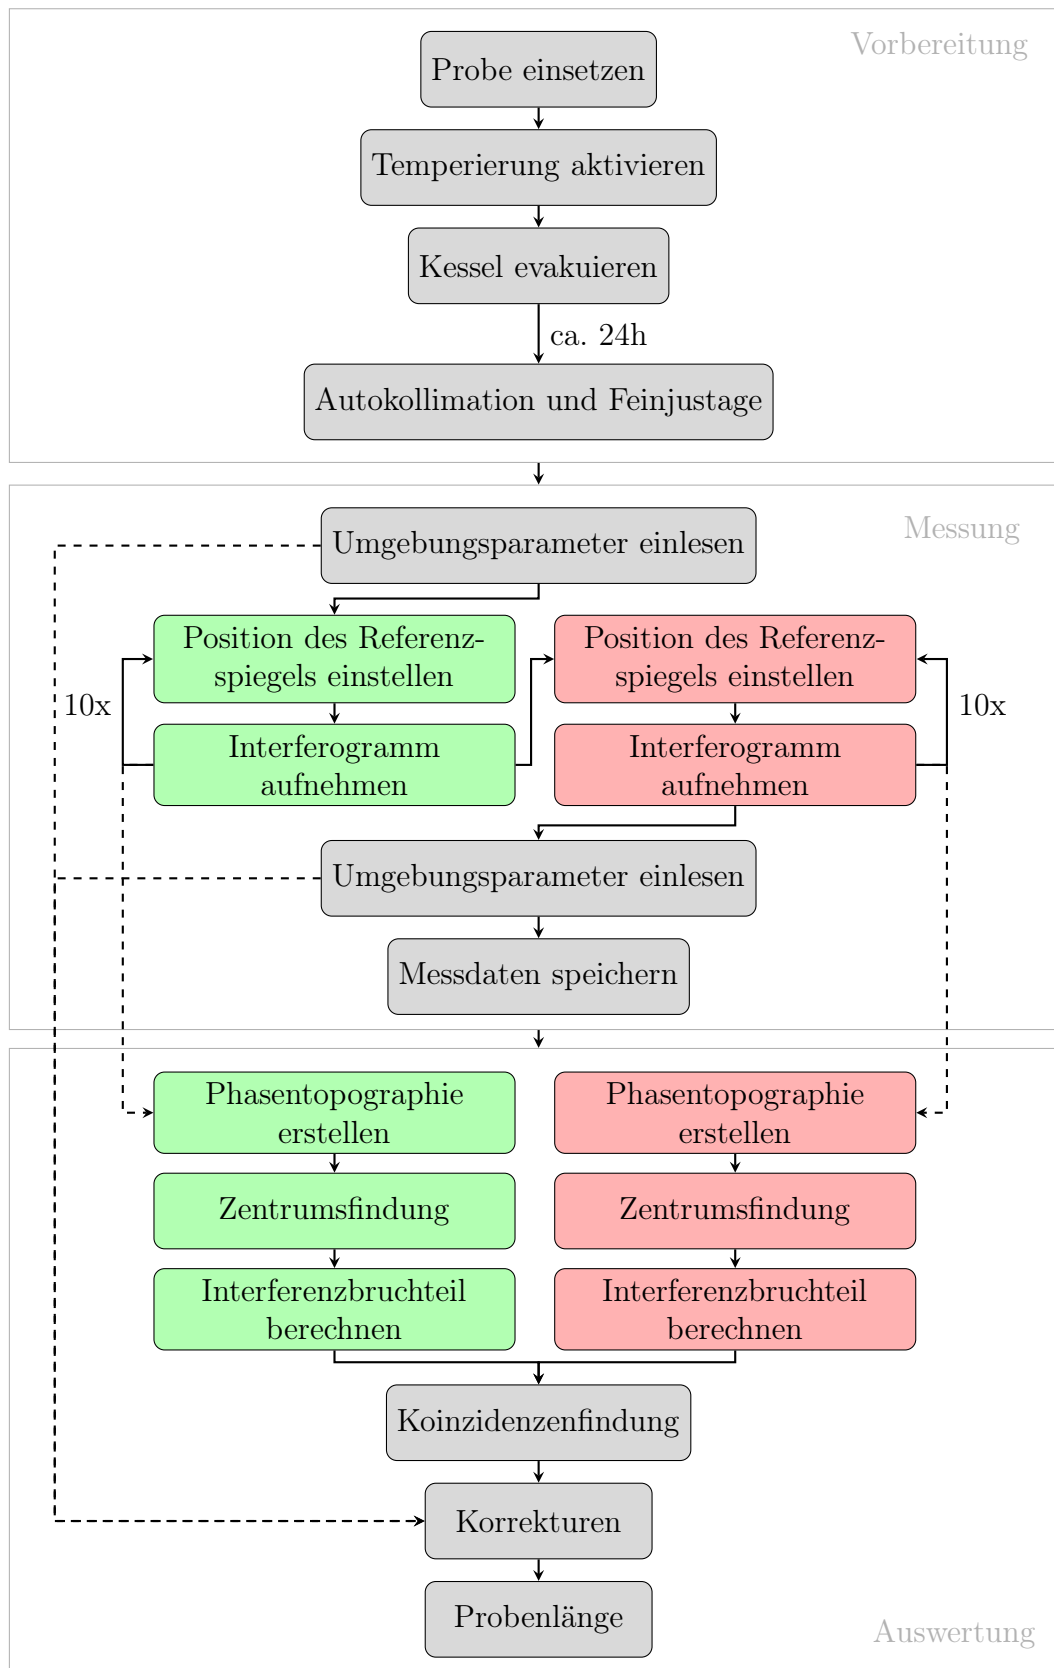 Vorbereitung
Probe einsetzen
Temperierung aktivieren
Kessel evakuieren
ca. 24h
Autokollimation und Feinjustage
Messung
Umgebungsparameter einlesen
Position des Referenz-
spiegels einstellen
Position des Referenz-
spiegels einstellen
10x
10x
Interferogramm
aufnehmen
Interferogramm
aufnehmen
Umgebungsparameter einlesen
Messdaten speichern
Phasentopographie
erstellen
Phasentopographie
erstellen
Zentrumsfindung
Zentrumsfindung
Interferenzbruchteil
berechnen
Interferenzbruchteil
berechnen
Koinzidenzenfindung
Korrekturen
Probenlänge
Auswertung